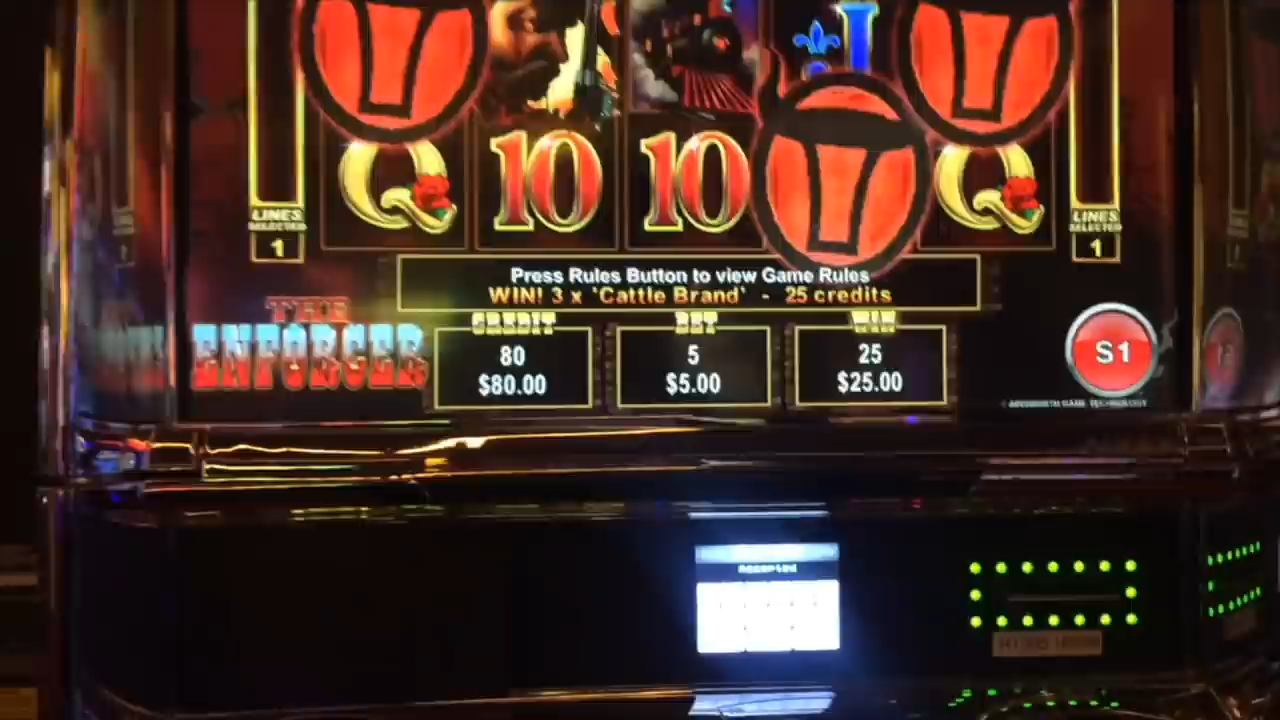 J
Q 10 10 Q
LINES
SELECTED
1
LINES
SELECTED
1
Press Rules Button to view Game Rules
WIN! 3 x 'Cattle Brand' - 25 credits
THE
ENFORCER
CREDIT
80
$80.00
BET
5
$5.00
WIN
25
$25.00
S1